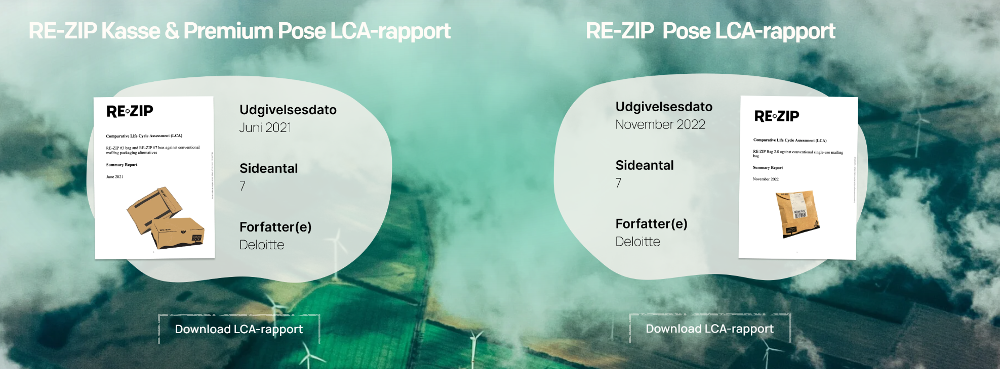 RE-ZIP Kasse & Premium Pose LCA-rapport
RE-ZIP
Comparative Life Cycle Assessment (LCA)
RE-ZIP #3 bag and RE-ZIP #7 box against conventional
mailing packaging alternatives
Summary Report
June 2021
Udgivelsesdato
Juni 2021
Sideantal
7
Forfatter(e)
Deloitte
Download LCA-rapport
RE-ZIP Pose LCA-rapport
Udgivelsesdato
November 2022
Sideantal
7
Forfatter(e)
Deloitte
RE-ZIP
Comparative Life Cycle Assessment (LCA)
RE-ZIP Bag 2.0 against conventional single-use mailing
bag
Summary Report
November 2022
Download LCA-rapport